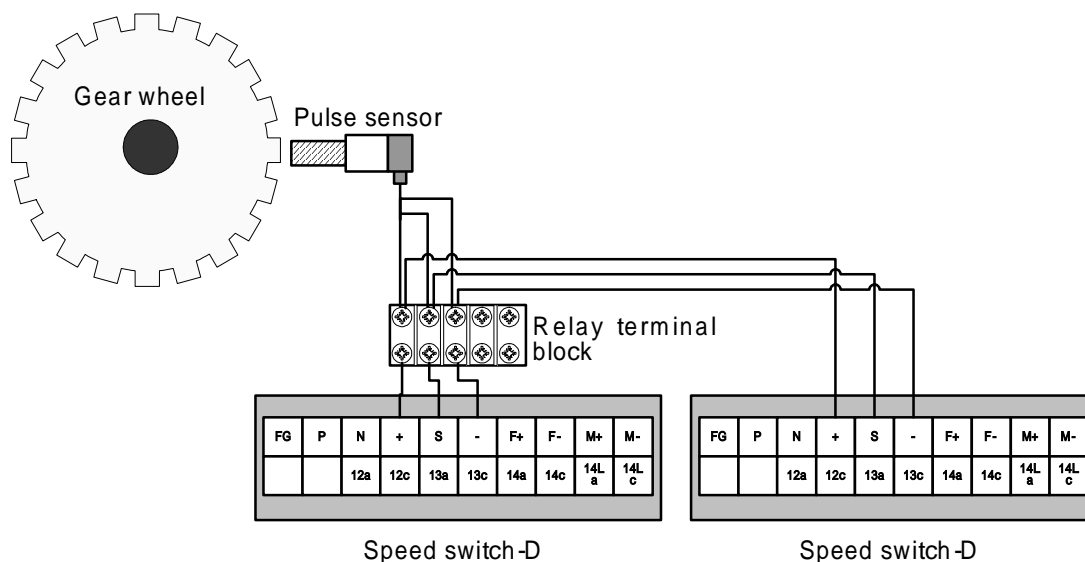 Gear wheel
Pulse sensor
Relay terminal
block
FG P N + S - F+ F- M+ M-
12a 12c 13a 13c 14a 14c 14L a 14L c
FG P N + S - F+ F- M+ M-
12a 12c 13a 13c 14a 14c 14L a 14L c
Speed switch-D
Speed switch-D